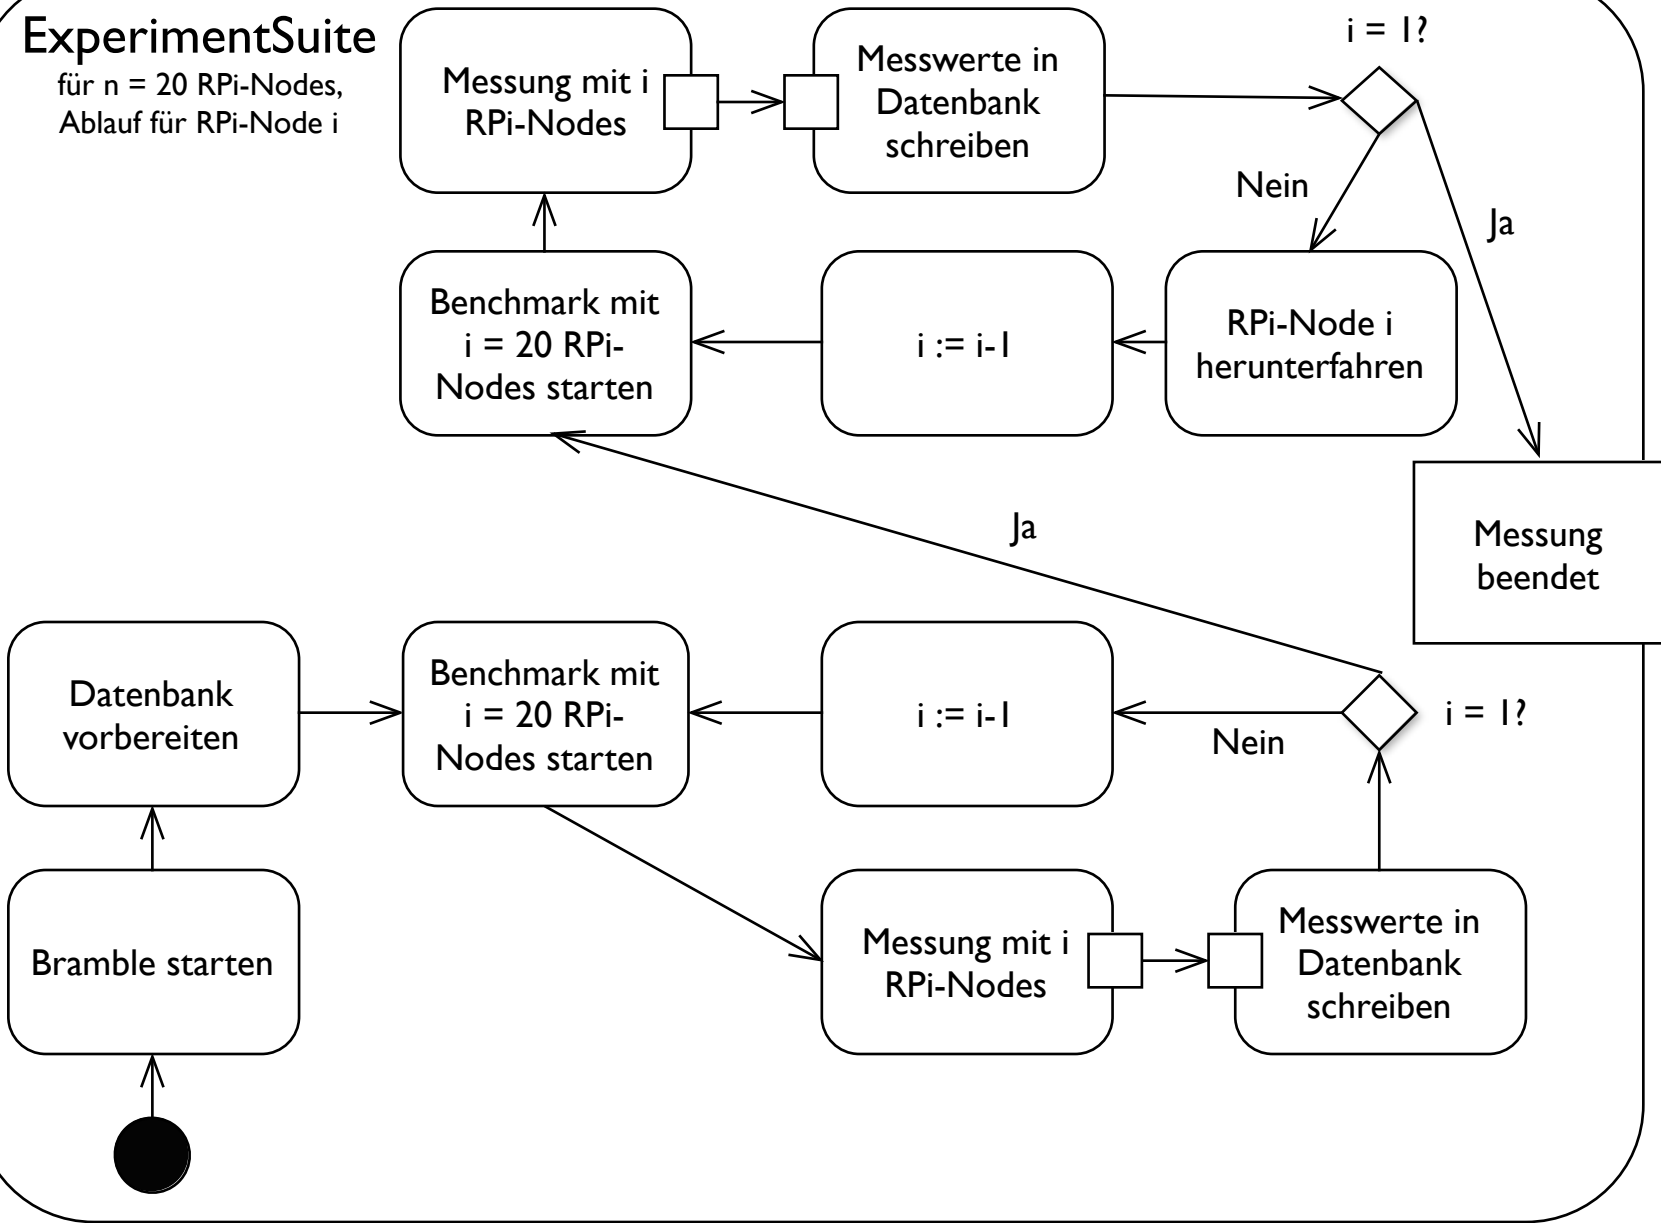 ExperimentSuite
für n = 20 RPi-Nodes,
Ablauf für RPi-Node i
Messung mit i
RPi-Nodes
Messwerte in
Datenbank
schreiben
i = 1?
Nein
Ja
Benchmark mit
i = 20 RPi-
Nodes starten
i := i-1
RPi-Node i
herunterfahren
Ja
Messung
beendet
Datenbank
vorbereiten
Benchmark mit
i = 20 RPi-
Nodes starten
i := i-1
Nein
i = 1?
Bramble starten
Messung mit i
RPi-Nodes
Messwerte in
Datenbank
schreiben